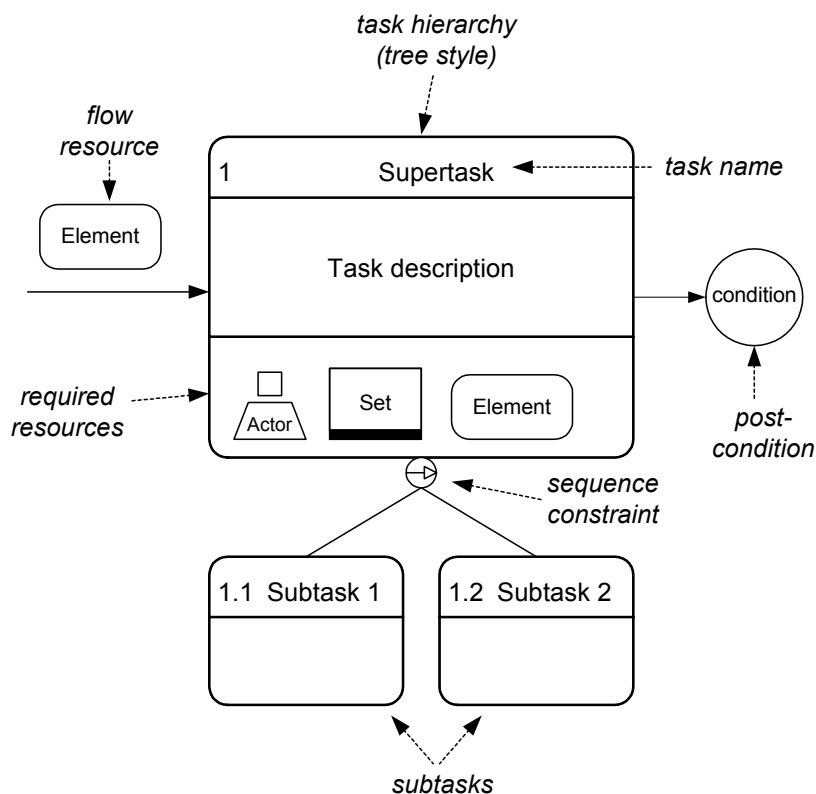 task hierarchy
(tree style)
flow
resource
1 Supertask
task name
Element
Task description
condition
required
resources
Actor
Set
Element
post-
condition
sequence
constraint
1.1 Subtask 1
1.2 Subtask 2
subtasks